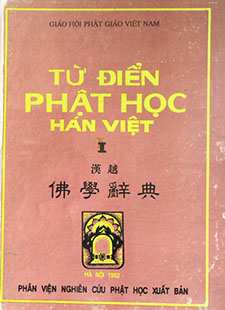 GIÁO HỘI PHẬT GIÁO VIỆT NAM
TỪ ĐIỂN
PHẬT HỌC
HÁN VIỆT
I
漢越
佛學辭典
HÀ NỘI 1992
PHÂN VIỆN NGHIÊN CỨU PHẬT HỌC XUẤT BẢN